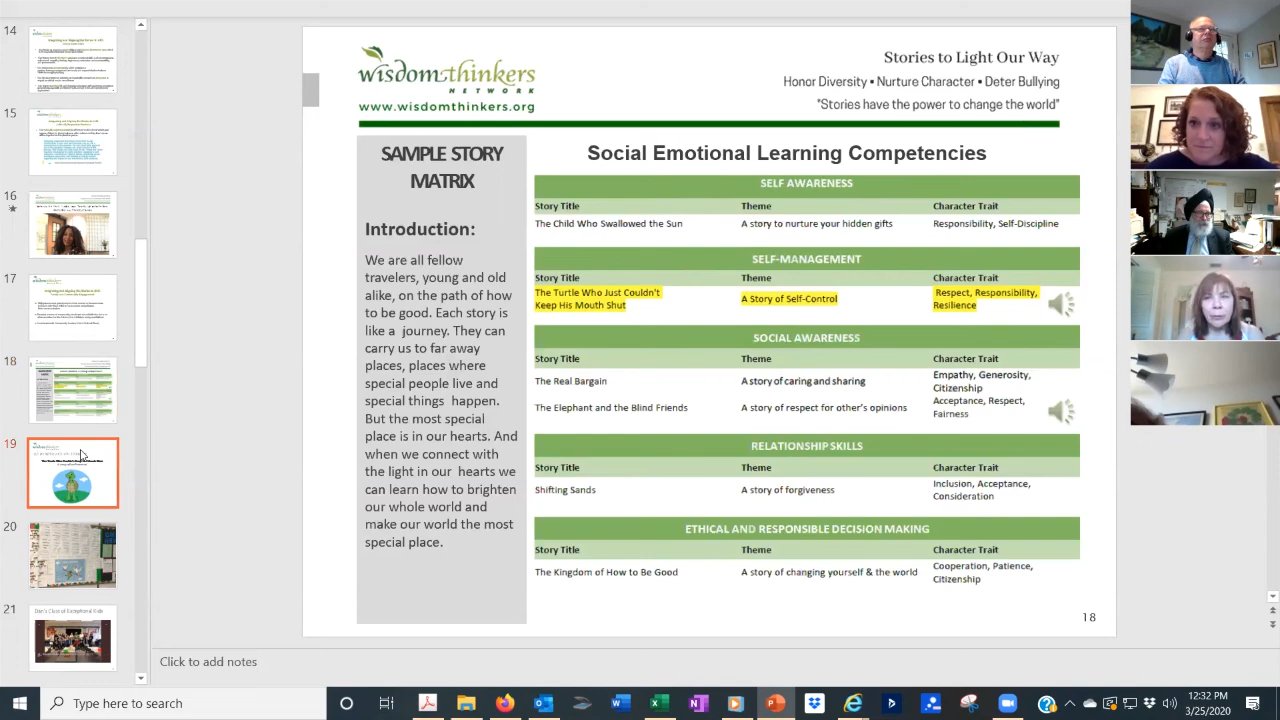 14
16
17
18
19
20
21
Dan's Class of Exceptional Kids
wisdom thinkers
NETWORK
www.wisdomthinkers.org
Stories to Light Our Way
Honor Diversity • Nurture Character • Deter Bullying
"Stories have the power to change the world"
SAMPLE STORY
MATRIX
Introduction:
We are all fellow
travelers, young and old
alike, on the path of how
to be good. Each story is
like a journey. They can
carry us to far away
places, places where
special people live and
special things happen.
But the most special
place is in our hearts. And
when we connect with
the light in our hearts we
can learn how to brighten
our whole world and
make our world the most
special place.
Social Emotional Learning Competencies
SELF AWARENESS
Story Title Theme Character Trait
The Child Who Swallowed the Sun A story to nurture your hidden gifts Responsibility, Self-Discipline
SELF-MANAGEMENT
Story Title Theme Character Trait
The Turtle Who Just Couldn't Keep His Mouth Shut A Story of Self-Control Respect, Responsibility, Resilience
SOCIAL AWARENESS
Story Title Theme Character Trait
The Real Bargain A story of caring and sharing Empathy, Generosity, Citizenship
The Elephant and the Blind Friends A story of respect for other's opinions Acceptance, Respect, Fairness
RELATIONSHIP SKILLS
Story Title Theme Character Trait
Shifting Sands A story of forgiveness Inclusion, Acceptance, Consideration
ETHICAL AND RESPONSIBLE DECISION MAKING
Story Title Theme Character Trait
The Kingdom of How to Be Good A story of changing yourself & the world Cooperation, Patience, Citizenship
18
Click to add notes
Type here to search
12:32 PM
3/25/2020